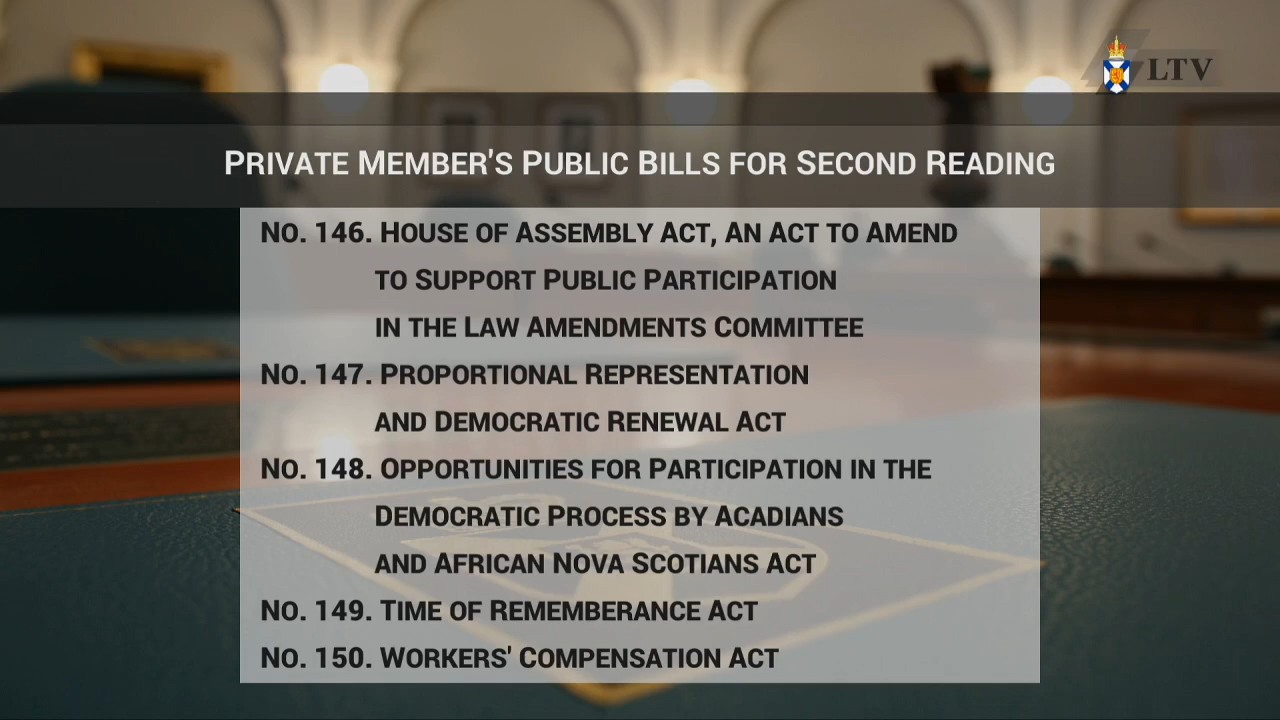 LTV
PRIVATE MEMBER'S PUBLIC BILLS FOR SECOND READING
NO. 146. HOUSE OF ASSEMBLY ACT, AN ACT TO AMEND
TO SUPPORT PUBLIC PARTICIPATION
IN THE LAW AMENDMENTS COMMITTEE
NO. 147. PROPORTIONAL REPRESENTATION
AND DEMOCRATIC RENEWAL ACT
NO. 148. OPPORTUNITIES FOR PARTICIPATION IN THE
DEMOCRATIC PROCESS BY ACADIANS
AND AFRICAN NOVA SCOTIANS ACT
NO. 149. TIME OF REMEMBERANCE ACT
NO. 150. WORKERS' COMPENSATION ACT